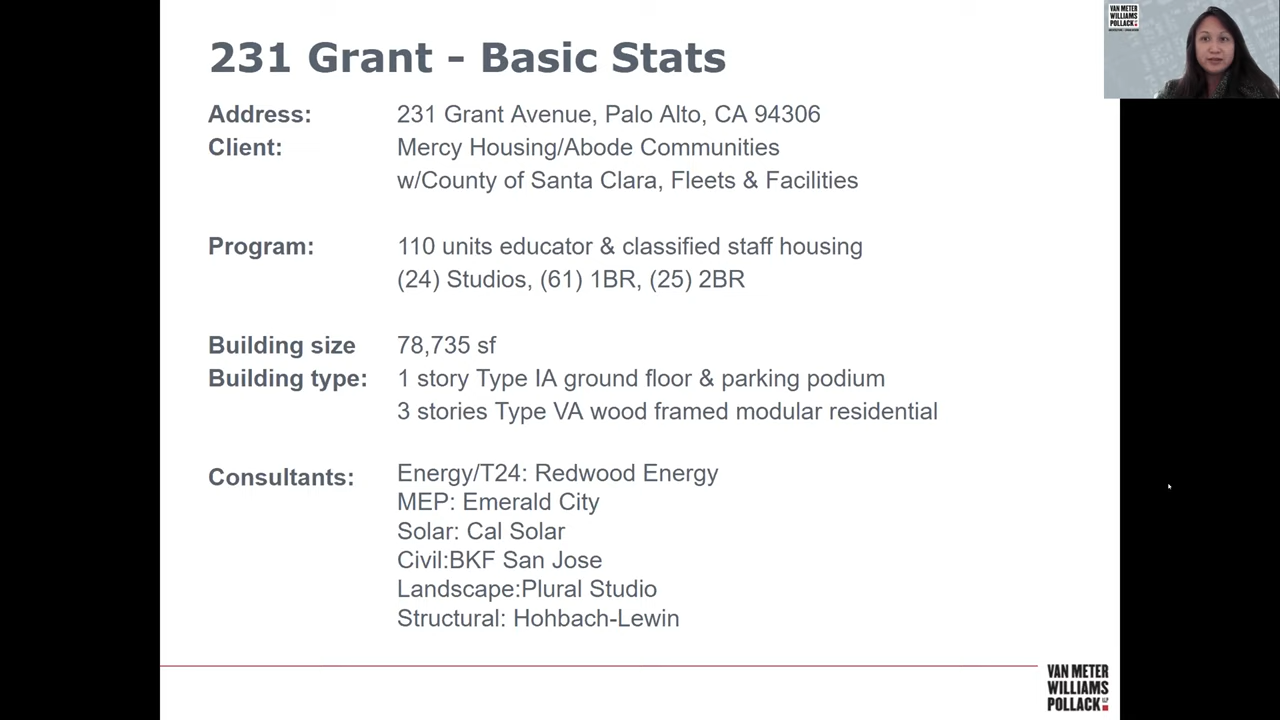 231 Grant - Basic Stats
Address: 231 Grant Avenue, Palo Alto, CA 94306
Client: Mercy Housing/Abode Communities
w/County of Santa Clara, Fleets & Facilities
Program: 110 units educator & classified staff housing
(24) Studios, (61) 1BR, (25) 2BR
Building size 78,735 sf
Building type: 1 story Type IA ground floor & parking podium
3 stories Type VA wood framed modular residential
Consultants: Energy/T24: Redwood Energy
MEP: Emerald City
Solar: Cal Solar
Civil:BKF San Jose
Landscape:Plural Studio
Structural: Hohbach-Lewin
VAN METER
WILLIAMS
POLLACK
VAN METER
WILLIAMS
POLLACK